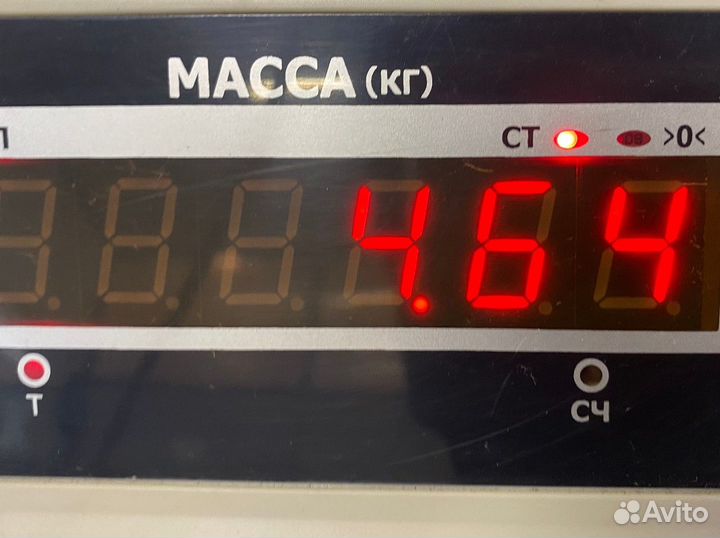 МАССА (кг)
СТ >0<
4.64
Т СЧ
Avito